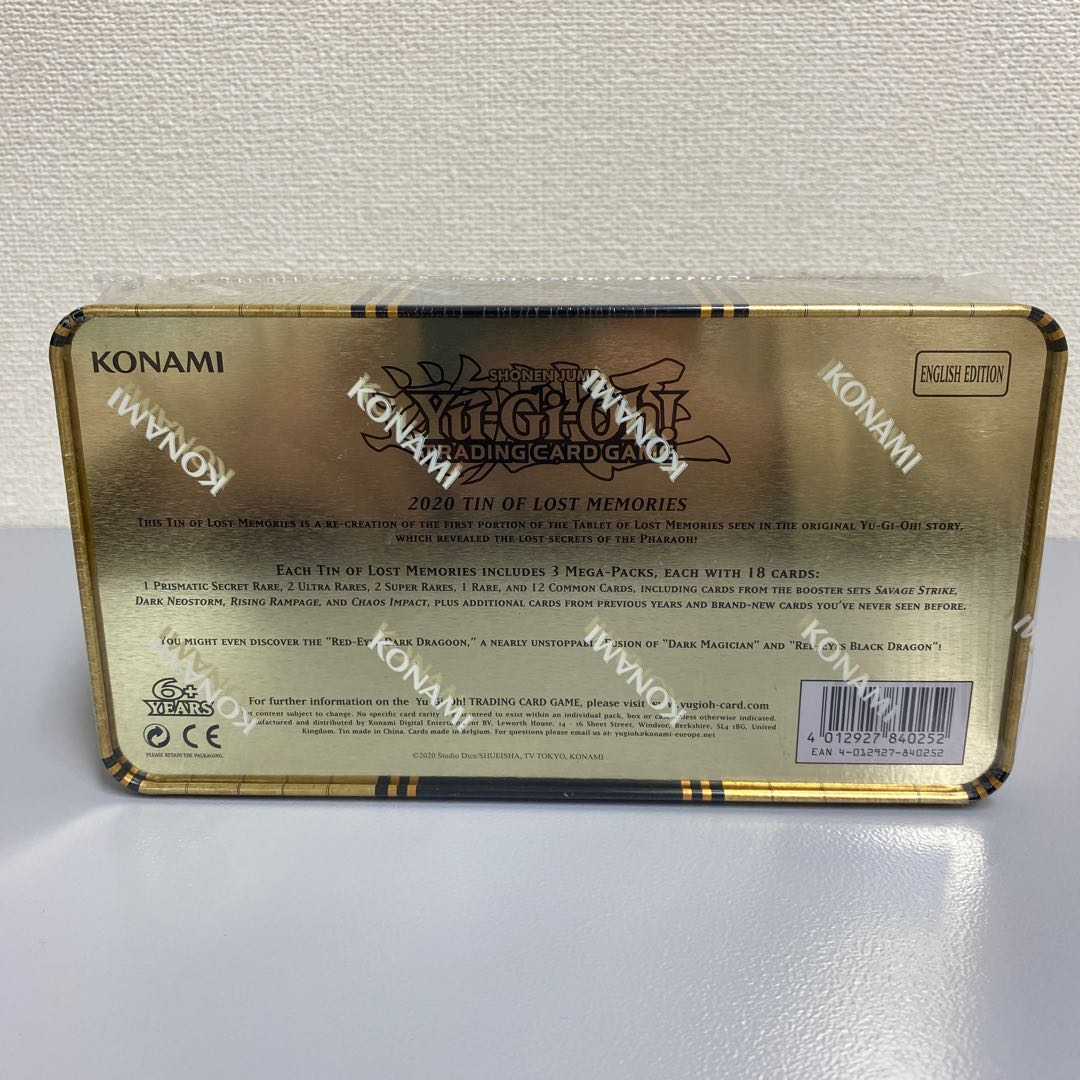 KONAMI
SHONEN JUMP
Yu-Gi-Oh!
TRADING CARD GAME
ENGLISH EDITION
KONAMI KONAMI KONAMI KONAMI KONAMI
2020 TIN OF LOST MEMORIES
THIS TIN OF LOST MEMORIES IS A RE-CREATION OF THE FIRST PORTION OF THE TABLET OF LOST MEMORIES SEEN IN THE ORIGINAL YU-GI-OH! STORY,
WHICH REVEALED THE LOST SECRETS OF THE PHARAOH!
EACH TIN OF LOST MEMORIES INCLUDES 3 MEGA-PACKS, EACH WITH 18 CARDS:
1 PRISMATIC SECRET RARE, 2 ULTRA RARES, 2 SUPER RARES, 1 RARE, AND 12 COMMON CARDS, INCLUDING CARDS FROM THE BOOSTER SETS SAVAGE STRIKE,
DARK NEOSTORM, RISING RAMPAGE, AND CHAOS IMPACT, PLUS ADDITIONAL CARDS FROM PREVIOUS YEARS AND BRAND-NEW CARDS YOU'VE NEVER SEEN BEFORE.
YOU MIGHT EVEN DISCOVER THE "RED-EYES DARK DRAGOON," A NEARLY UNSTOPPABLE FUSION OF "DARK MAGICIAN" AND "RED-EYES BLACK DRAGON"!
KONAMI KONAMI KONAMI KONAMI KONAMI
6+
YEARS
CE
PLEASE RETAIN THE PACKAGING.
For further information on the Yu-Gi-Oh! TRADING CARD GAME, please visit yugioh-card.com
content subject to change. No specific card rarity guaranteed to exist within an individual pack, box or case unless otherwise indicated.
Manufactured and distributed by Konami Digital Entertainment BV, Leworth House, 14 - 16 Sheet Street, Windsor, Berkshire, SL4 1BG, United
Kingdom. Tin made in China. Cards made in Belgium. For questions please email us at: yugioh@konami-europe.net
©2020 Studio Dice/SHUEISHA, TV TOKYO, KONAMI
4 012927 840252
EAN 4-012927-840252